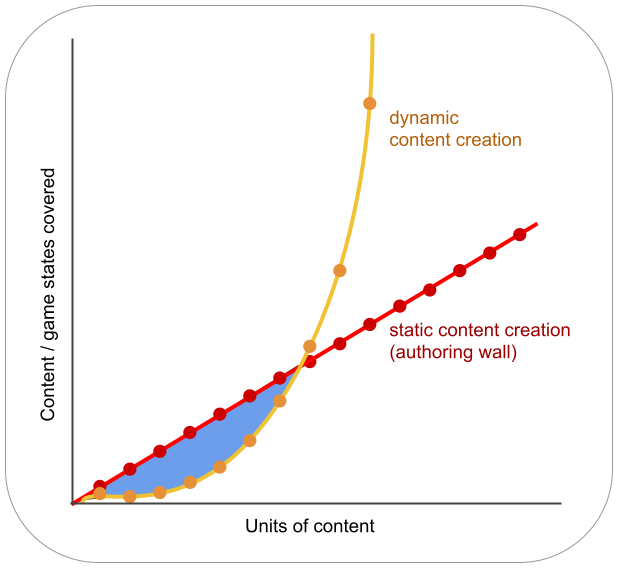 dynamic
content creation
static content creation
(authoring wall)
Content / game states covered
Units of content